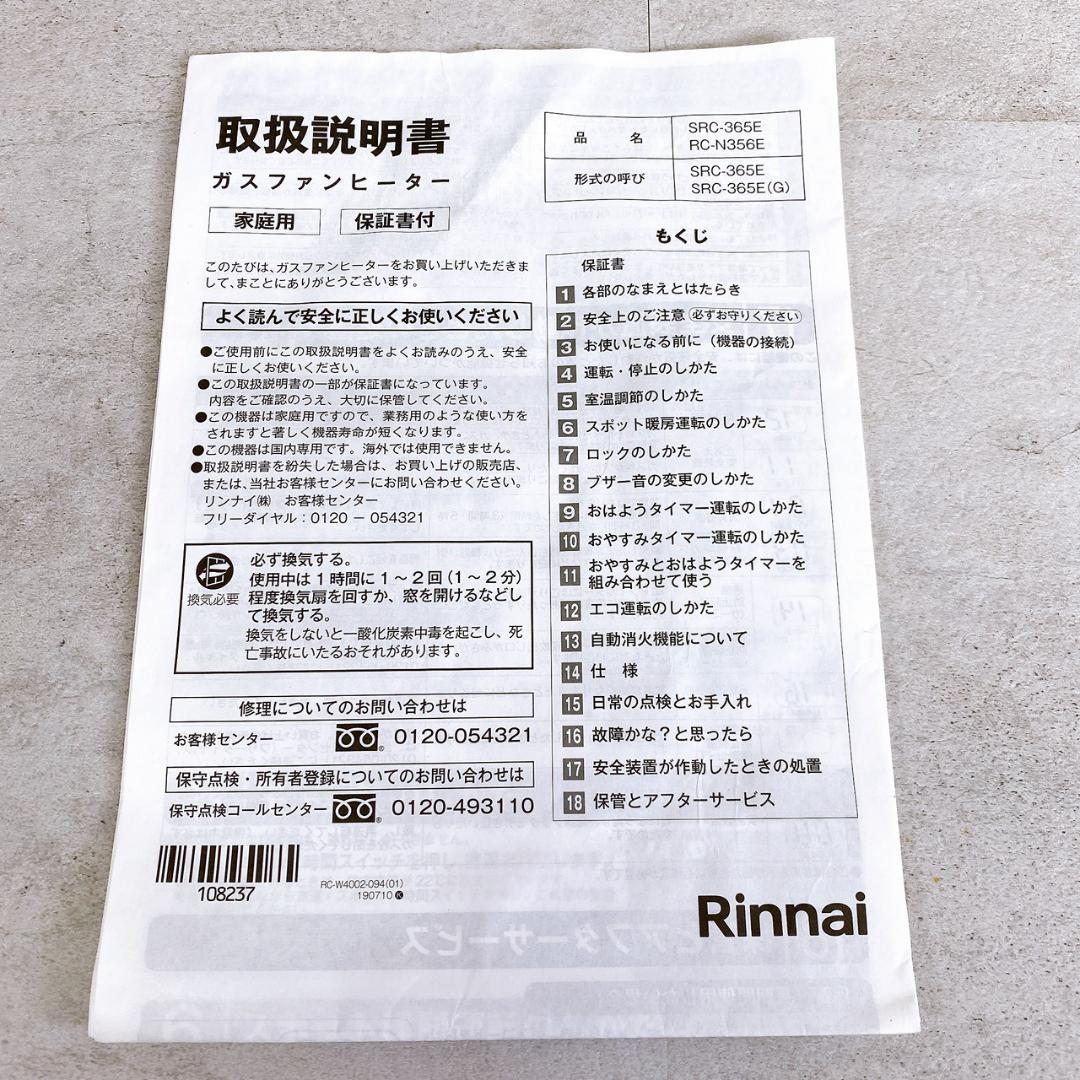 取扱説明書
ガスファンヒーター
家庭用 保証書付
品名 SRC-365E
RC-N356E
形式の呼び SRC-365E
SRC-365E(G)
このたびは、ガスファンヒーターをお買い上げいただきま
して、まことにありがとうございます。
よく読んで安全に正しくお使いください
●ご使用前にこの取扱説明書をよくお読みのうえ、安全
に正しくお使いください。
●この取扱説明書の一部が保証書になっています。
内容をご確認のうえ、大切に保管してください。
●この機器は家庭用ですので、業務用のような使い方を
されますと著しく機器寿命が短くなります。
●この機器は国内専用です。海外では使用できません。
●取扱説明書を紛失した場合は、お買い上げの販売店、
または、当社お客様センターにお問い合わせください。
リンナイ㈱ お客様センター
フリーダイヤル：0120－054321
換気必要
必ず換気する。
使用中は1時間に1～2回(1～2分)
程度換気扇を回すか、窓を開けるなどし
て換気する。
換気をしないと一酸化炭素中毒を起こし、死
亡事故にいたるおそれがあります。
修理についてのお問い合わせは
お客様センター 0120-054321
保守点検・所有者登録についてのお問い合わせは
保守点検コールセンター 0120-493110
108237
RC-W4002-094(01)
190710 Ⓚ
もくじ
保証書
1 各部のなまえとはたらき
2 安全上のご注意 必ずお守りください
3 お使いになる前に（機器の接続）
4 運転・停止のしかた
5 室温調節のしかた
6 スポット暖房運転のしかた
7 ロックのしかた
8 ブザー音の変更のしかた
9 おはようタイマー運転のしかた
10 おやすみタイマー運転のしかた
11 おやすみとおはようタイマーを
組み合わせて使う
12 エコ運転のしかた
13 自動消火機能について
14 仕様
15 日常の点検とお手入れ
16 故障かな？と思ったら
17 安全装置が作動したときの処置
18 保管とアフターサービス
Rinnai